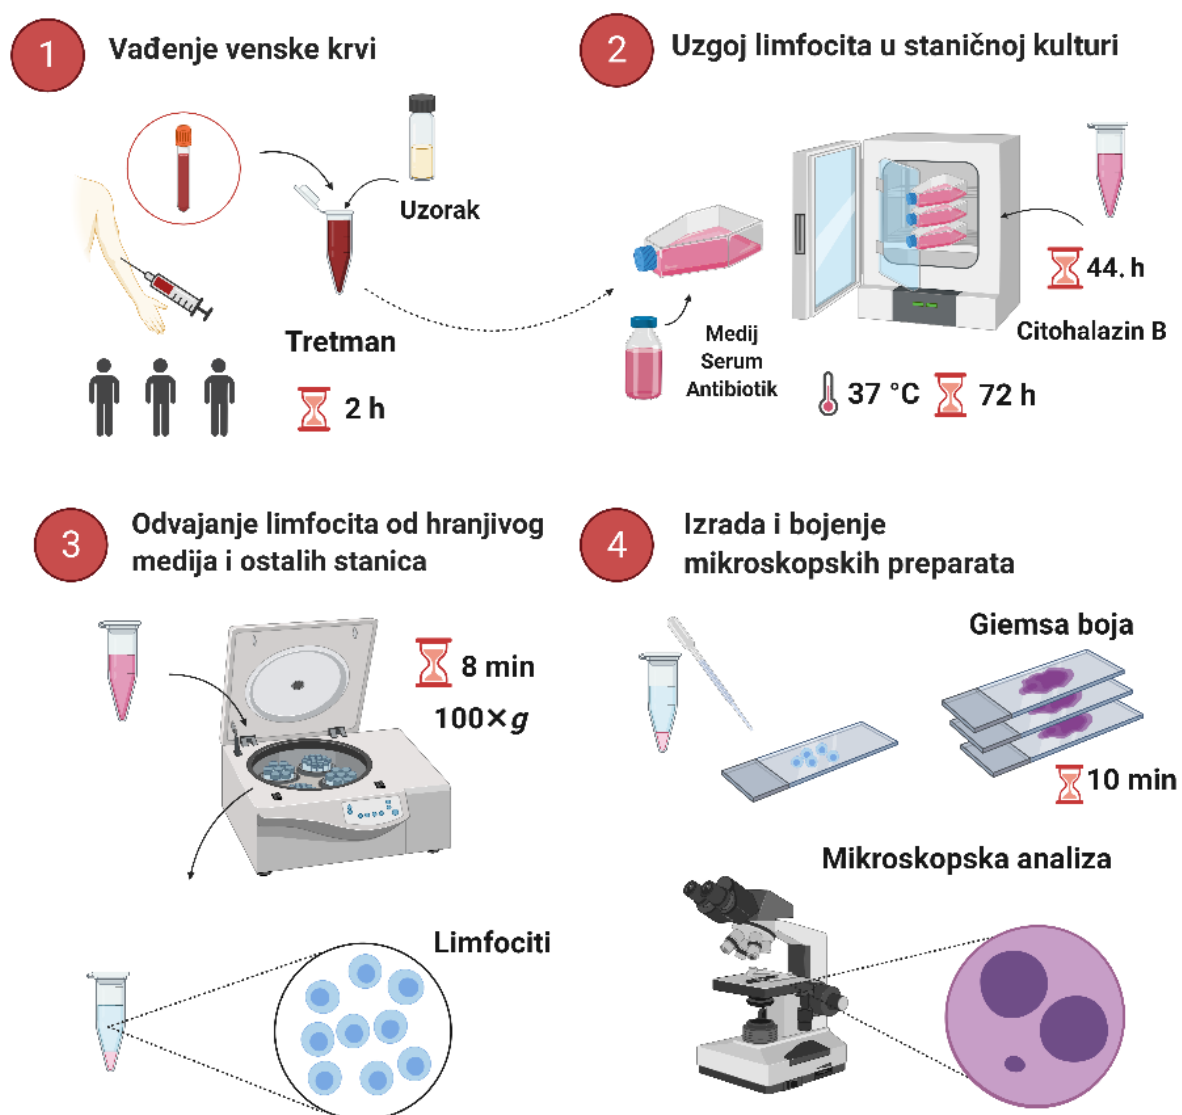 1
Vađenje venske krvi
Uzorak
Tretman
2 h
2
Uzgoj limfocita u staničnoj kulturi
Medij
Serum
Antibiotik
44. h
Citohalazin B
37 °C
72 h
3
Odvajanje limfocita od hranjivog
medija i ostalih stanica
8 min
100×g
Limfociti
4
Izrada i bojenje
mikroskopskih preparata
Giemsa boja
10 min
Mikroskopska analiza